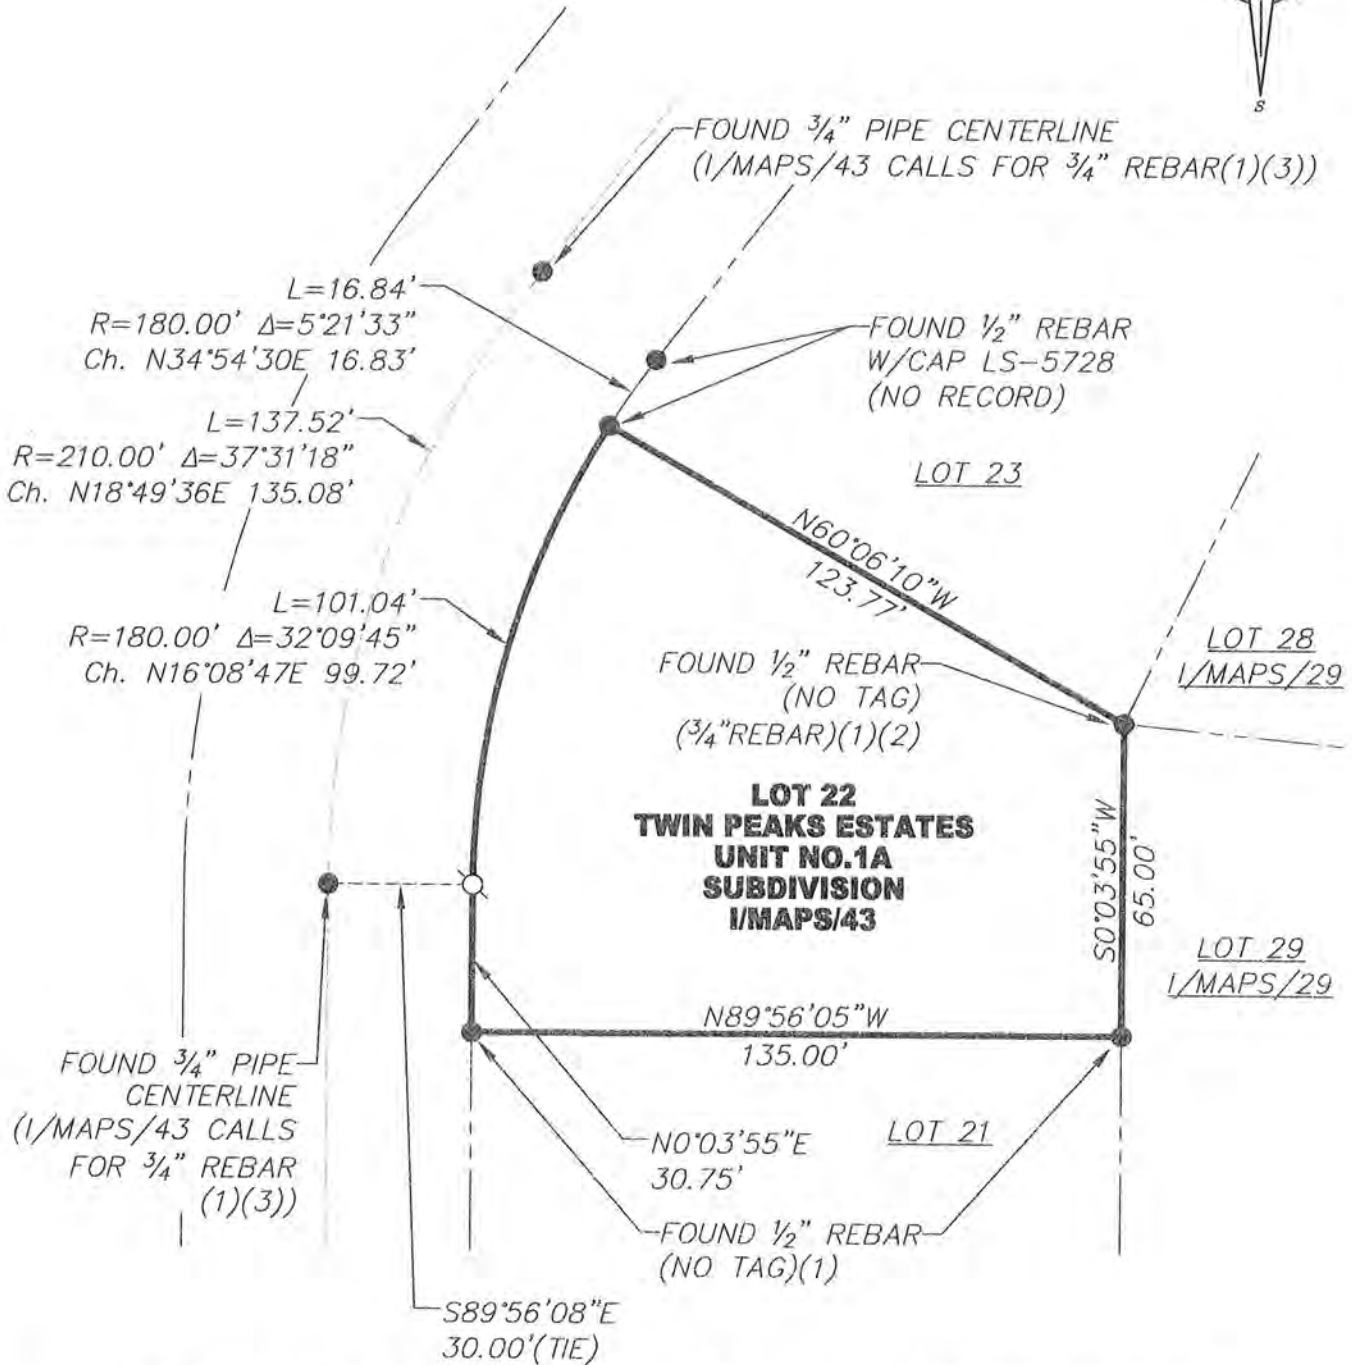 S
FOUND 3/4" PIPE CENTERLINE
(I/MAPS/43 CALLS FOR 3/4" REBAR(1)(3))
L=16.84'
R=180.00' Δ=5°21'33"
Ch. N34°54'30E 16.83'
FOUND 1/2" REBAR
W/CAP LS-5728
(NO RECORD)
L=137.52'
R=210.00' Δ=37°31'18"
Ch. N18°49'36E 135.08'
LOT 23
N60°06'10"W
123.77'
L=101.04'
R=180.00' Δ=32°09'45"
Ch. N16°08'47E 99.72'
LOT 28
I/MAPS/29
FOUND 1/2" REBAR
(NO TAG)
(3/4"REBAR)(1)(2)
LOT 22
TWIN PEAKS ESTATES
UNIT NO.1A
SUBDIVISION
I/MAPS/43
S0°03'55"W
65.00'
LOT 29
I/MAPS/29
N89°56'05"W
135.00'
FOUND 3/4" PIPE
CENTERLINE
(I/MAPS/43 CALLS
FOR 3/4" REBAR
(1)(3))
N0°03'55"E
30.75'
LOT 21
FOUND 1/2" REBAR
(NO TAG)(1)
S89°56'08"E
30.00'(TIE)